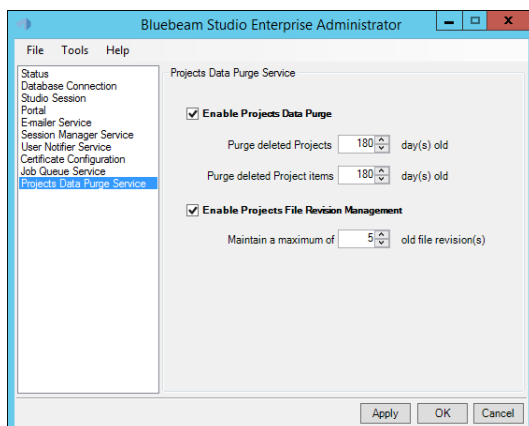 Bluebeam Studio Enterprise Administrator
File Tools Help
Status
Database Connection
Studio Session
Portal
E-mailer Service
Session Manager Service
User Notifier Service
Certificate Configuration
Job Queue Service
Projects Data Purge Service
Projects Data Purge Service
Enable Projects Data Purge
Purge deleted Projects 180 day(s) old
Purge deleted Project items 180 day(s) old
Enable Projects File Revision Management
Maintain a maximum of 5 old file revision(s)
Apply OK Cancel